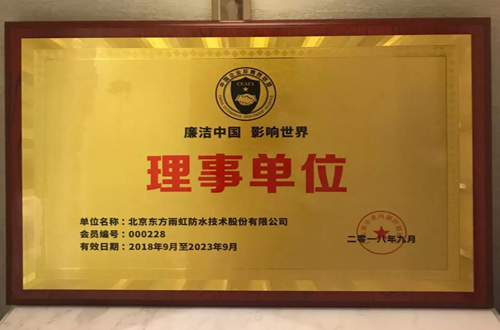 CEAIA
廉洁中国 影响世界
理事单位
单位名称：北京东方雨虹防水技术股份有限公司
会员编号：000228
有效日期：2018年9月至2023年9月
二〇一八年九月